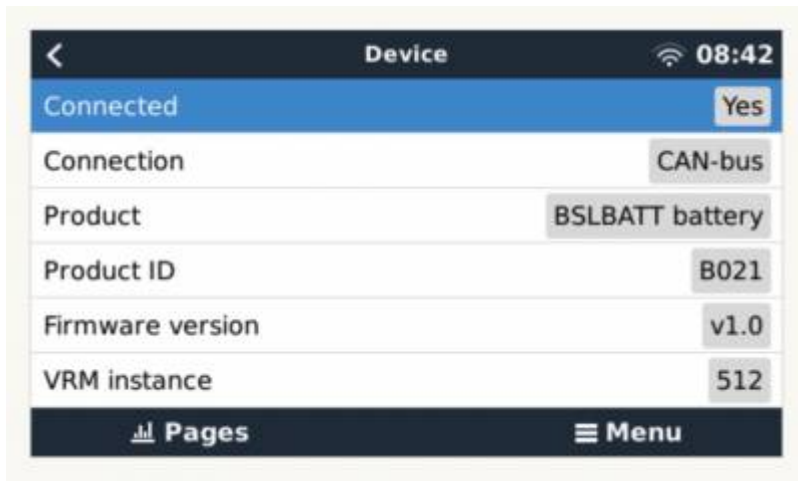 Device 08:42
Connected Yes
Connection CAN-bus
Product BSLBATT battery
Product ID B021
Firmware version v1.0
VRM instance 512
Pages Menu